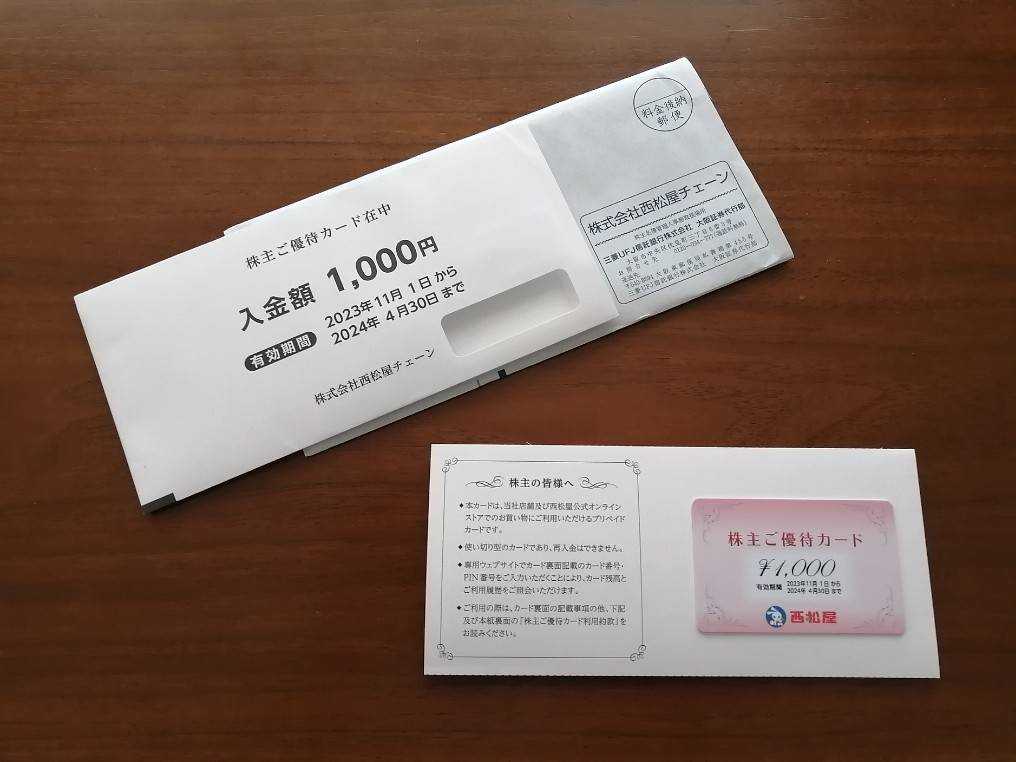 料金後納
郵便
株式会社西松屋チェーン
三菱UFJ信託銀行株式会社 大阪証券代行部
株主ご優待カード在中
入金額 1,000円
有効期間
2023年11月 1日 から
2024年 4月30日 まで
株式会社西松屋チェーン
株主の皆様へ
◆本カードは、当社店舗及び西松屋公式オンライン
ストアでのお買い物にご利用いただけるプリペイド
カードです。
◆使い切り型のカードであり、再入金はできません。
◆専用ウェブサイトでカード裏面記載のカード番号・
PIN番号をご入力いただくことにより、カード残高と
ご利用履歴をご照会いただけます。
◆ご利用の際は、カード裏面の記載事項の他、下記
及び本紙裏面の「株主ご優待カード利用約款」を
お読みください。
株主ご優待カード
¥1,000
有効期間
2023年11月 1日 から
2024年 4月30日 まで
西松屋